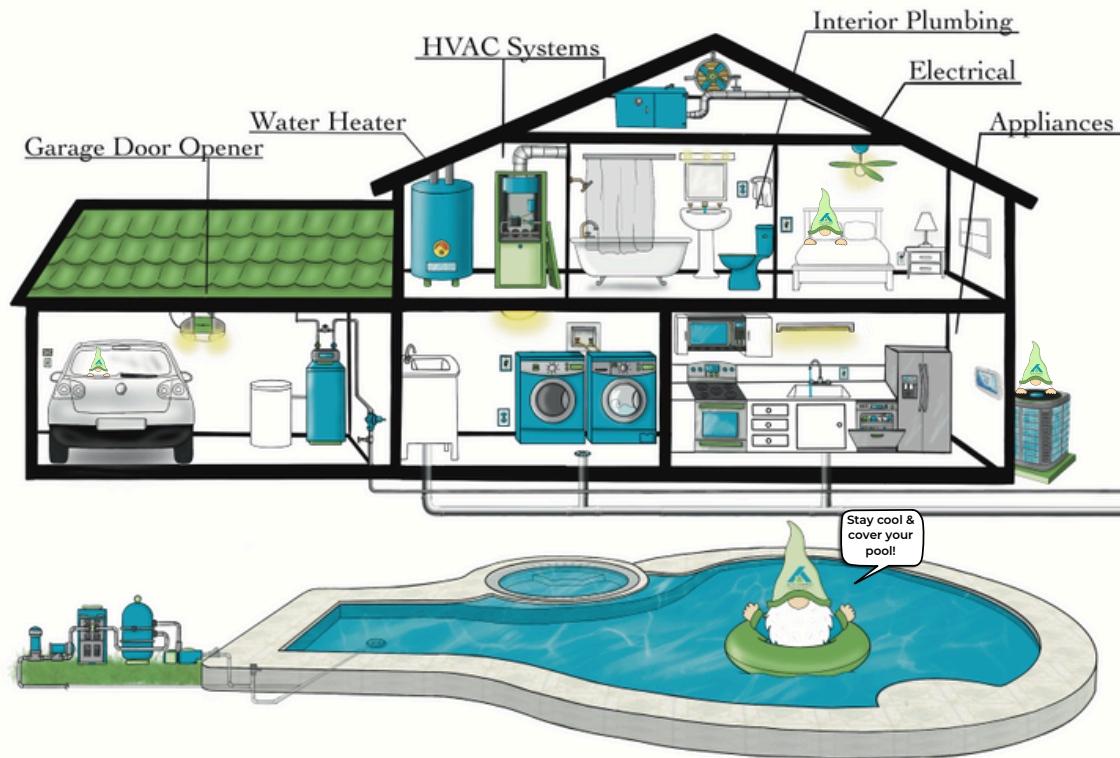 Interior Plumbing
HVAC Systems
Electrical
Water Heater
Appliances
Garage Door Opener
Stay cool &
cover your
pool!